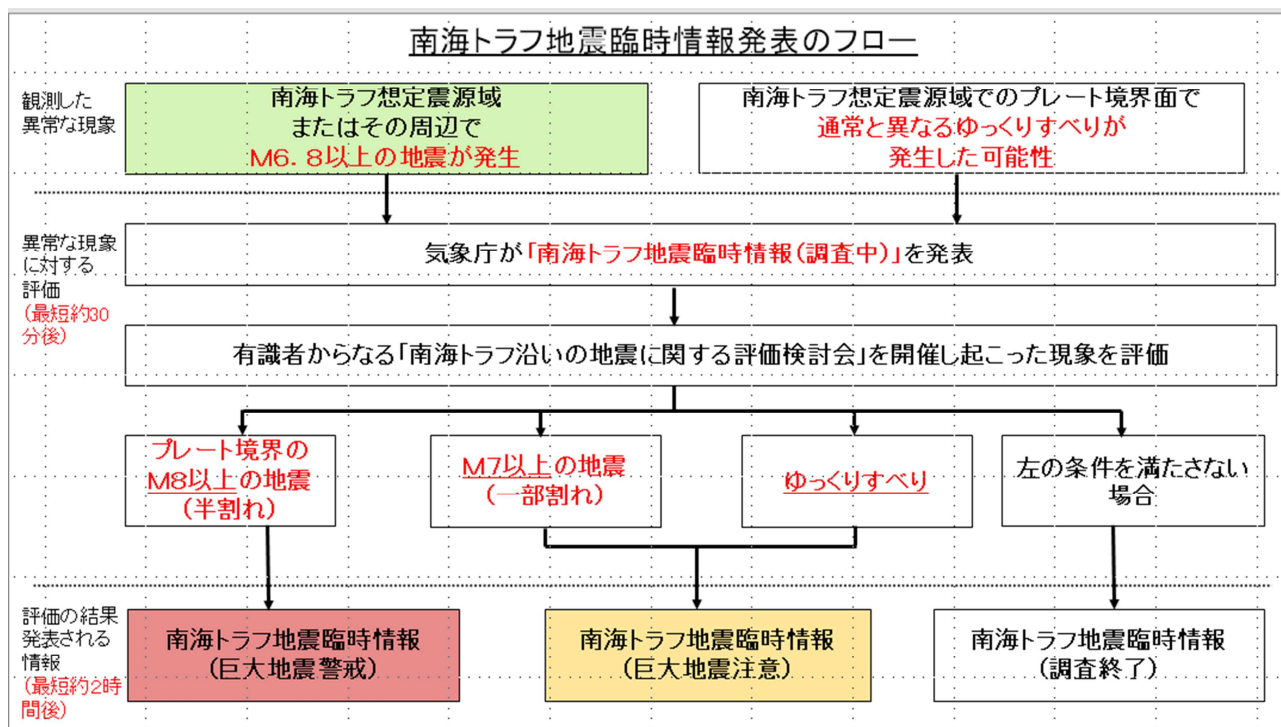 南海トラフ地震臨時情報発表のフロー
観測した
異常な現象
南海トラフ想定震源域
またはその周辺で
M6．8以上の地震が発生
南海トラフ想定震源域でのプレート境界面で
通常と異なるゆっくりすべりが
発生した可能性
異常な現象
に対する
評価
(最短約30
分後)
気象庁が「南海トラフ地震臨時情報(調査中)」を発表
有識者からなる「南海トラフ沿いの地震に関する評価検討会」を開催し起こった現象を評価
プレート境界の
M8以上の地震
(半割れ)
M7以上の地震
(一部割れ)
ゆっくりすべり
左の条件を満たさない
場合
評価の結果
発表される
情報
(最短約2時
間後)
南海トラフ地震臨時情報
(巨大地震警戒)
南海トラフ地震臨時情報
(巨大地震注意)
南海トラフ地震臨時情報
(調査終了)